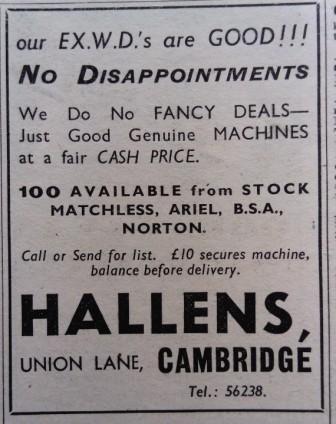 our EX.W.D.'s are GOOD!!!
NO DISAPPOINTMENTS
We Do No FANCY DEALS—
Just Good Genuine MACHINES
at a fair CASH PRICE.
100 AVAILABLE from STOCK
MATCHLESS, ARIEL, B.S.A.,
NORTON.
Call or Send for list. £10 secures machine,
balance before delivery.
HALLENS,
UNION LANE, CAMBRIDGE
Tel.: 56238.